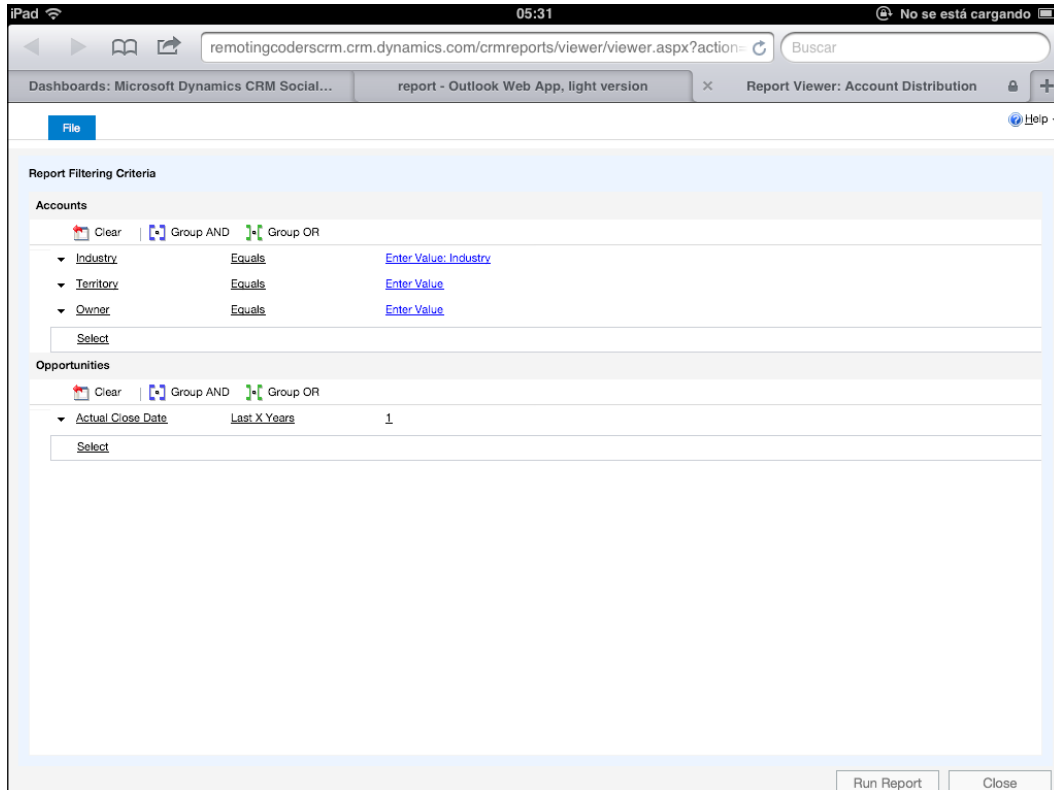 iPad 05:31 No se está cargando
remotingcoderscrm.crm.dynamics.com/crmreports/viewer/viewer.aspx?action= Buscar
Dashboards: Microsoft Dynamics CRM Social... report - Outlook Web App, light version Report Viewer: Account Distribution
File Help
Report Filtering Criteria
Accounts
Clear Group AND Group OR
Industry Equals Enter Value: Industry
Territory Equals Enter Value
Owner Equals Enter Value
Select
Opportunities
Clear Group AND Group OR
Actual Close Date Last X Years 1
Select
Run Report Close